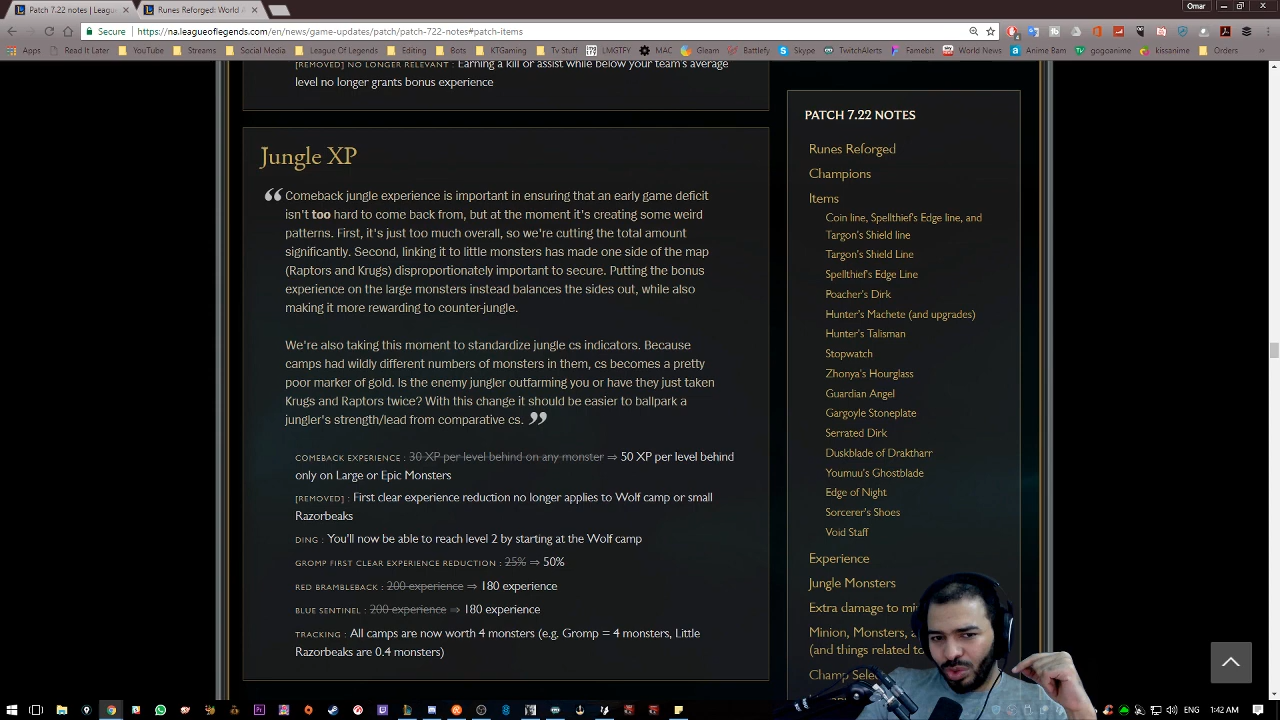 Patch 7.22 notes | Leagu
Runes Reforged: World A
Omar
Secure
https://na.leagueoflegends.com/en/news/game-updates/patch/patch-722-notes#patch-items
Apps
Read It Later
YouTube
Streams
Social Media
League Of Legends
Editing
Bots
KTGaming
Tv Stuff
LMKTFY
MAC
Battlefy
Skype
TwitchAlerts
Famebit
World News
Anime Bam
gogoanime
kissanime
Orders
[REMOVED] NO LONGER RELEVANT : Earning a kill or assist while below your team's average
level no longer grants bonus experience
Jungle XP
Comeback jungle experience is important in ensuring that an early game deficit
isn't too hard to come back from, but at the moment it's creating some weird
patterns. First, it's just too much overall, so we're cutting the total amount
significantly. Second, linking it to little monsters has made one side of the map
(Raptors and Krugs) disproportionately important to secure. Putting the bonus
experience on the large monsters instead balances the sides out, while also
making it more rewarding to counter-jungle.
We're also taking this moment to standardize jungle cs indicators. Because
camps had wildly different numbers of monsters in them, cs becomes a pretty
poor marker of gold. Is the enemy jungler outfarming you or have they just taken
Krugs and Raptors twice? With this change it should be easier to ballpark a
jungler's strength/lead from comparative cs.
COMEBACK EXPERIENCE : 30 XP per level behind on any monster ⇒ 50 XP per level behind
only on Large or Epic Monsters
[REMOVED] : First clear experience reduction no longer applies to Wolf camp or small
Razorbeaks
DING : You'll now be able to reach level 2 by starting at the Wolf camp
GROMP FIRST CLEAR EXPERIENCE REDUCTION : 25% ⇒ 50%
RED BRAMBLEBACK : 200 experience ⇒ 180 experience
BLUE SENTINEL : 200 experience ⇒ 180 experience
TRACKING : All camps are now worth 4 monsters (e.g. Gromp = 4 monsters, Little
Razorbeaks are 0.4 monsters)
PATCH 7.22 NOTES
Runes Reforged
Champions
Items
Coin line, Spellthief's Edge line, and
Targon's Shield line
Targon's Shield Line
Spellthief's Edge Line
Poacher's Dirk
Hunter's Machete (and upgrades)
Hunter's Talisman
Stopwatch
Zhonya's Hourglass
Guardian Angel
Gargoyle Stoneplate
Serrated Dirk
Duskblade of Draktharr
Youmuu's Ghostblade
Edge of Night
Sorcerer's Shoes
Void Staff
Experience
Jungle Monsters
Extra damage to mi
Minion, Monsters, a
(and things related to
Champ Selec
ENG
1:42 AM